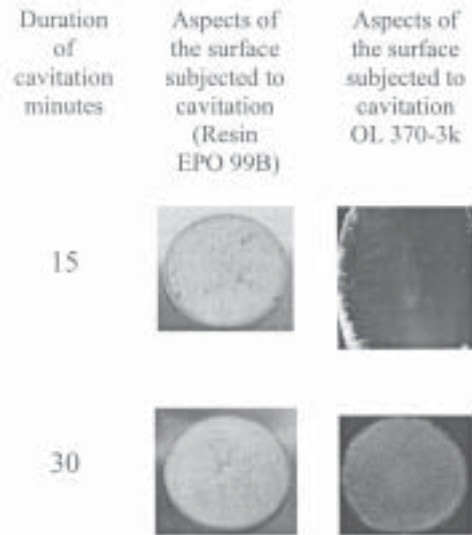 Duration
of
cavitation
minutes
Aspects of
the surface
subjected to
cavitation
(Resin
EPO 99B)
Aspects of
the surface
subjected to
cavitation
OL 370-3k
15
30